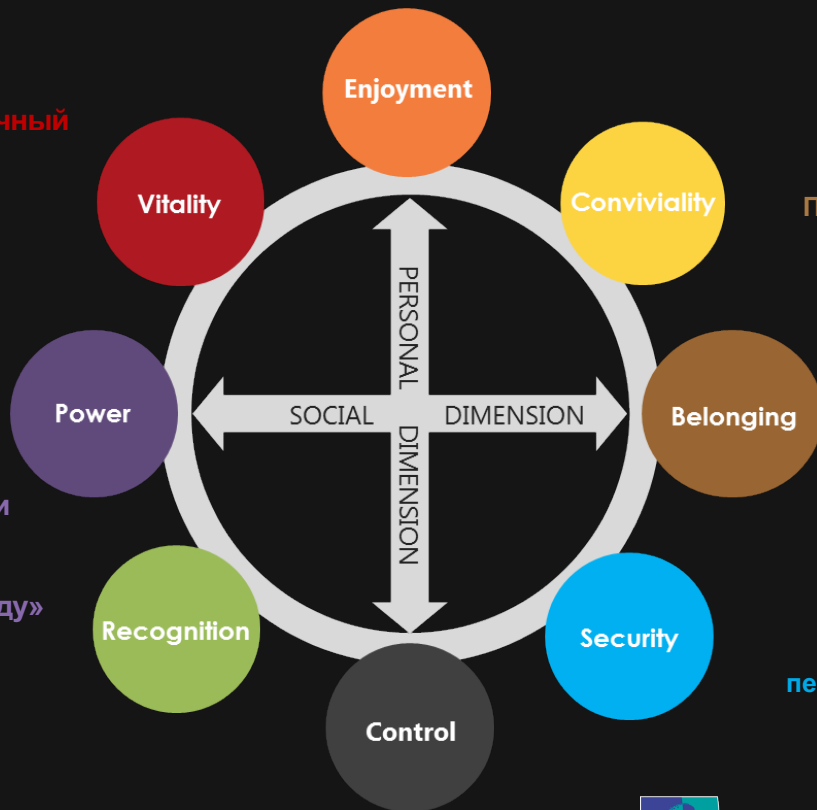 Enjoyment
нный
Vitality
Conviviality
П
PERSONAL DIMENSION
SOCIAL DIMENSION
Power
Belonging
и
ду»
Recognition
Security
пе
Control